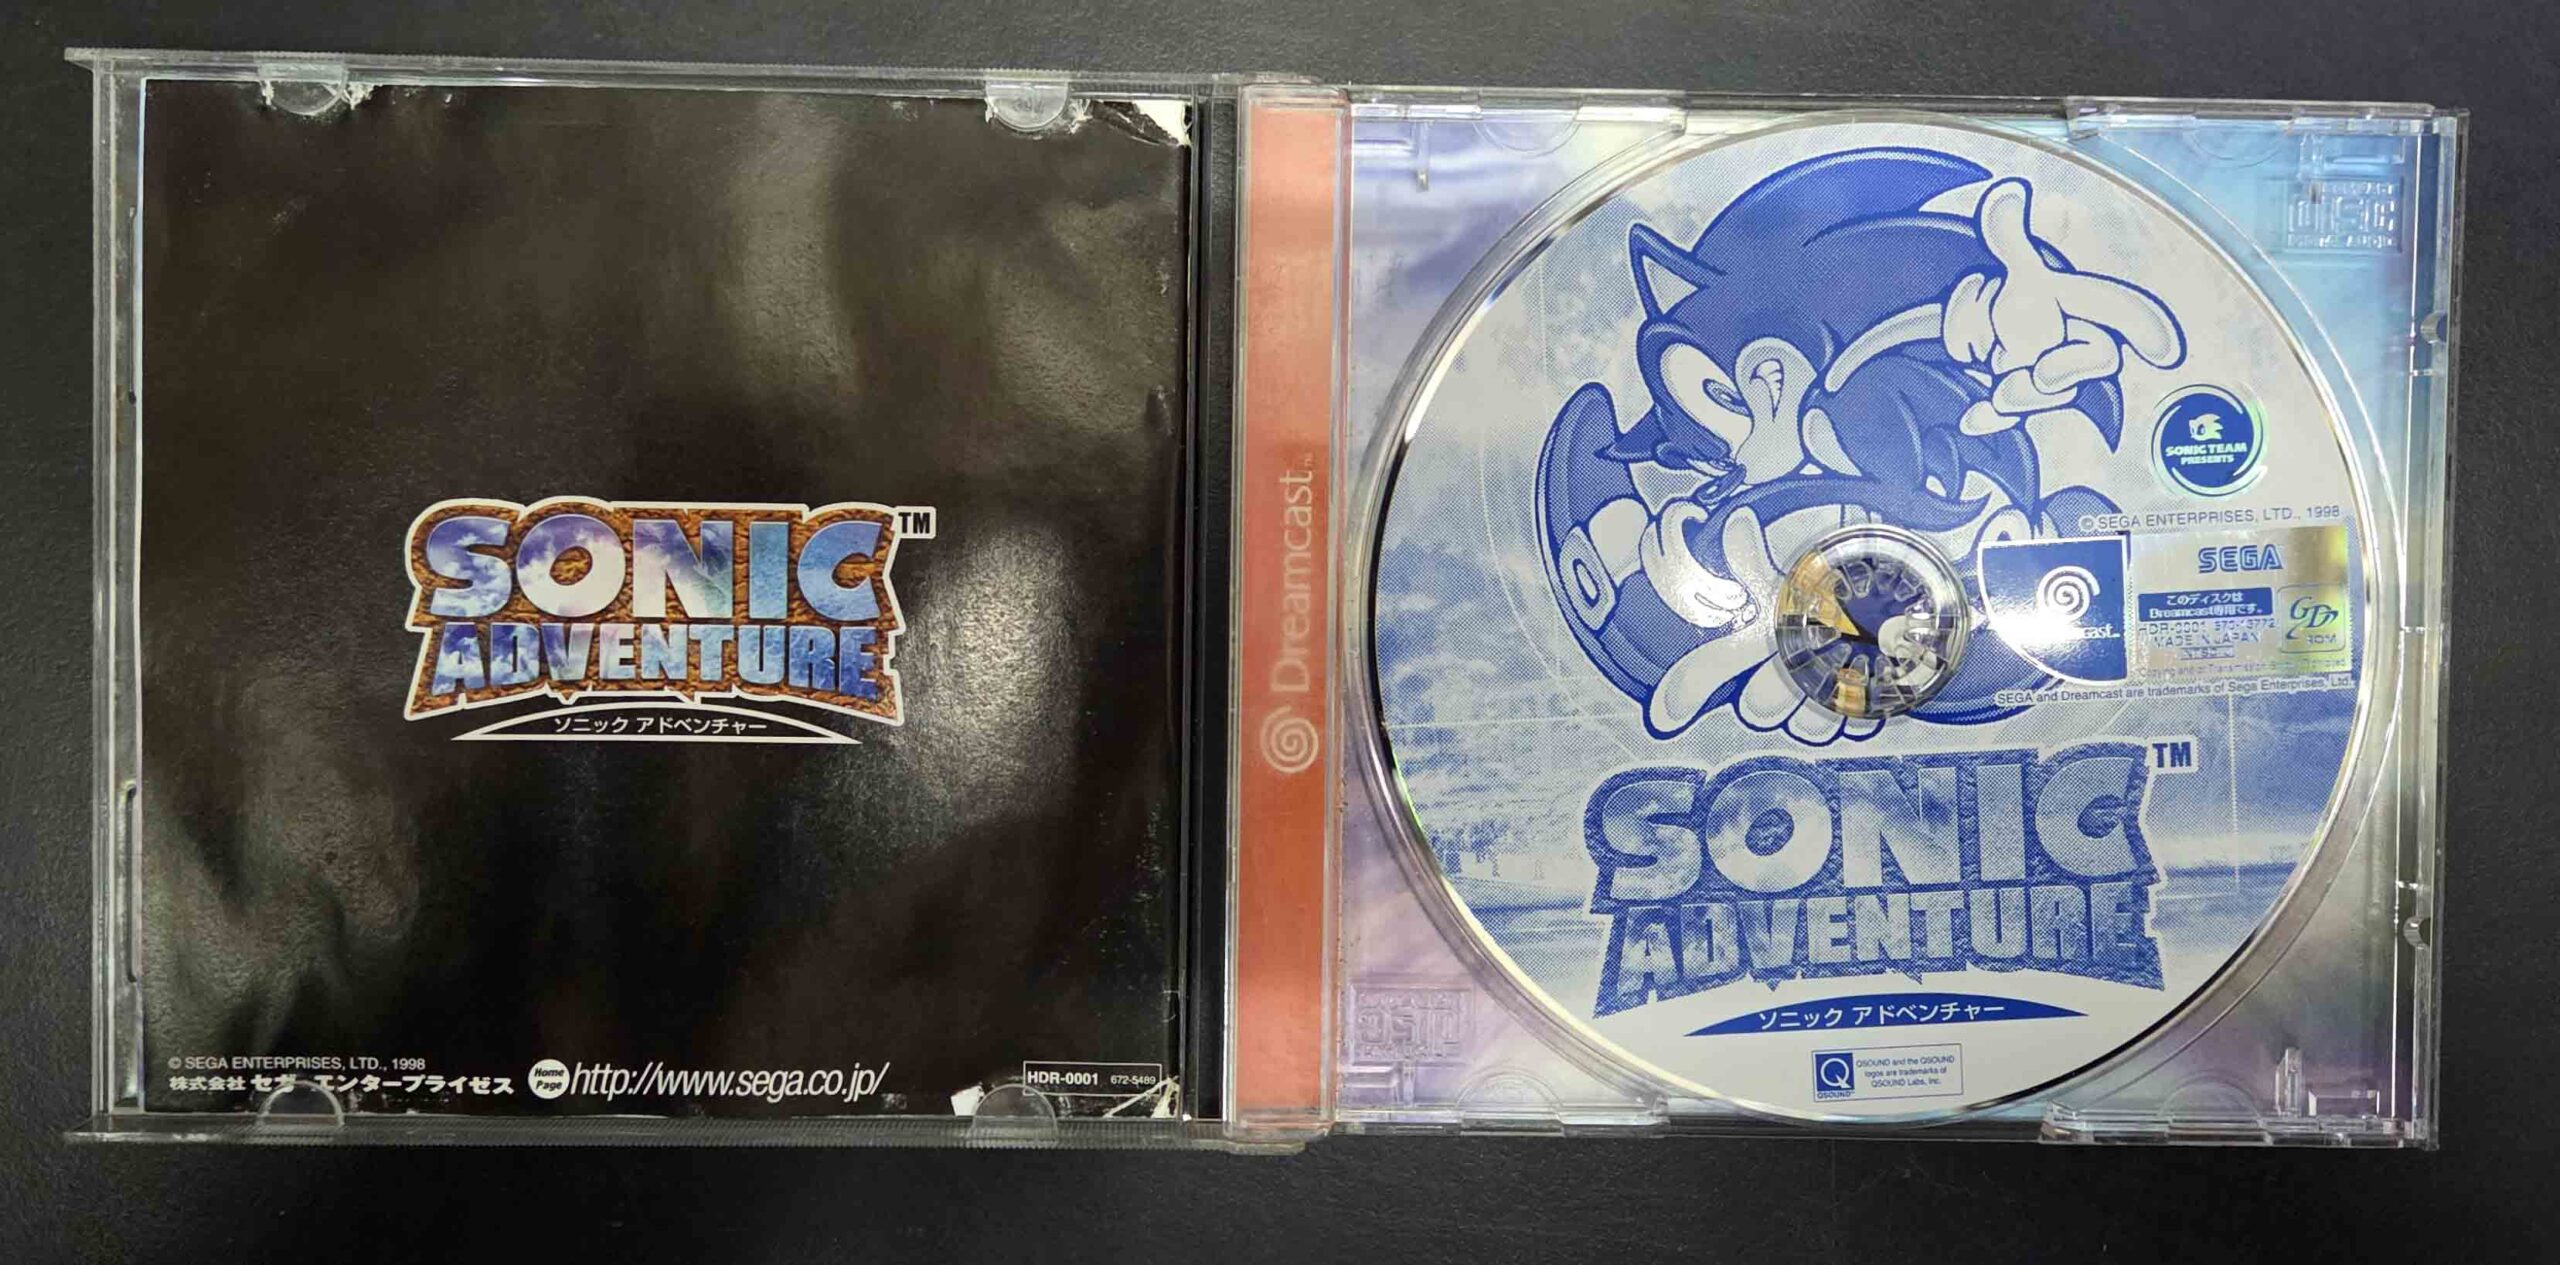 SONIC™
ADVENTURE
ソニック アドベンチャー
© SEGA ENTERPRISES, LTD., 1998
株式会社 セガ・エンタープライゼス
Home Page http://www.sega.co.jp/
HDR-0001 672-5489
Dreamcast™
SONIC TEAM
PRESENTS
© SEGA ENTERPRISES, LTD., 1998
SEGA
このディスクは
Dreamcast専用です。
HDR-0001
MADE IN JAPAN
GD
ROM
SEGA and Dreamcast are trademarks of Sega Enterprises, Ltd.
SONIC™
ADVENTURE
ソニック アドベンチャー
Q
QSOUND™
QSOUND and the QSOUND
logos are trademarks of
QSOUND Labs, Inc.